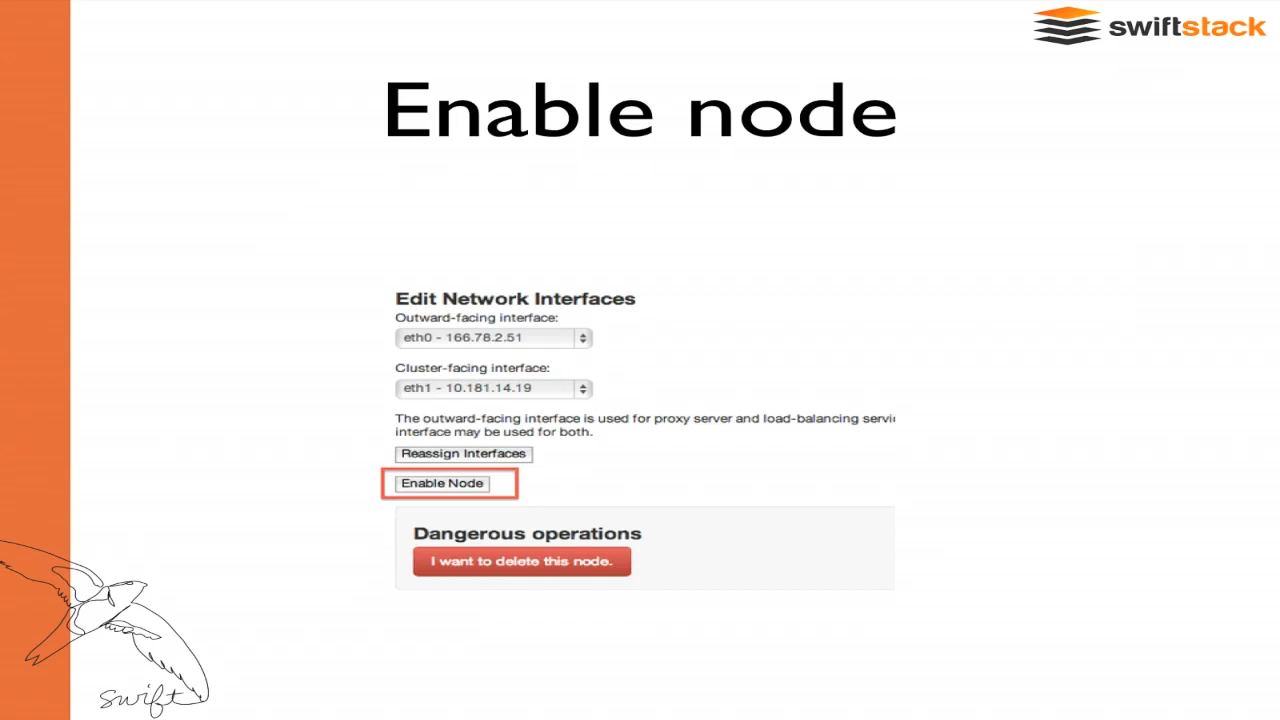 swiftstack
Enable node
Edit Network Interfaces
Outward-facing interface:
eth0 - 166.78.2.51
Cluster-facing interface:
eth1 - 10.181.14.19
The outward-facing interface is used for proxy server and load-balancing
interface may be used for both.
Reassign Interfaces
Enable Node
Dangerous operations
I want to delete this node.
swift